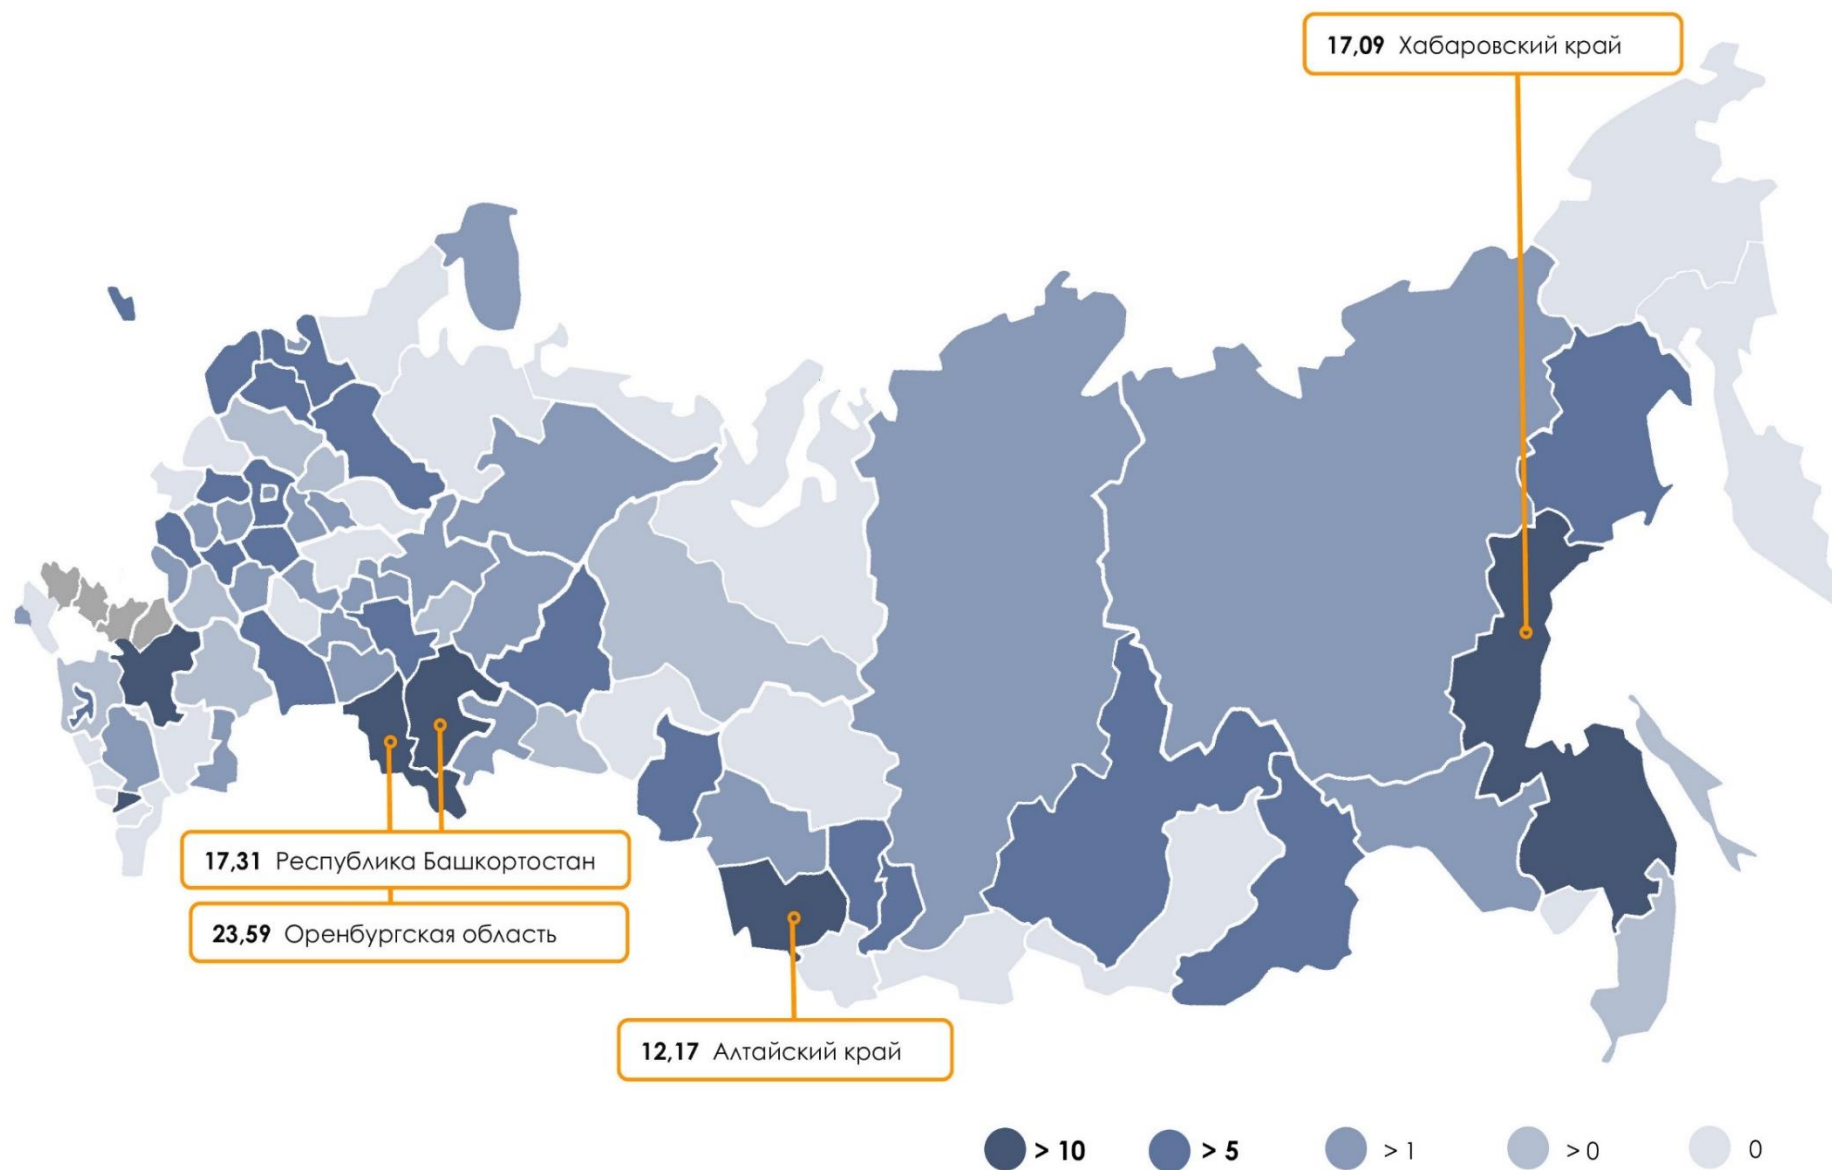 17,09 Хабаровский край
17,31 Республика Башкортостан
23,59 Оренбургская область
12,17 Алтайский край
> 10
> 5
> 1
> 0
0